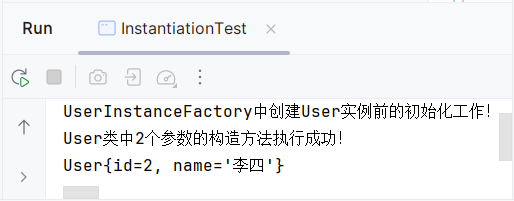 Run
InstantiationTest
UserInstanceFactory中创建User实例前的初始化工作!
User类中2个参数的构造方法执行成功!
User{id=2, name='李四'}